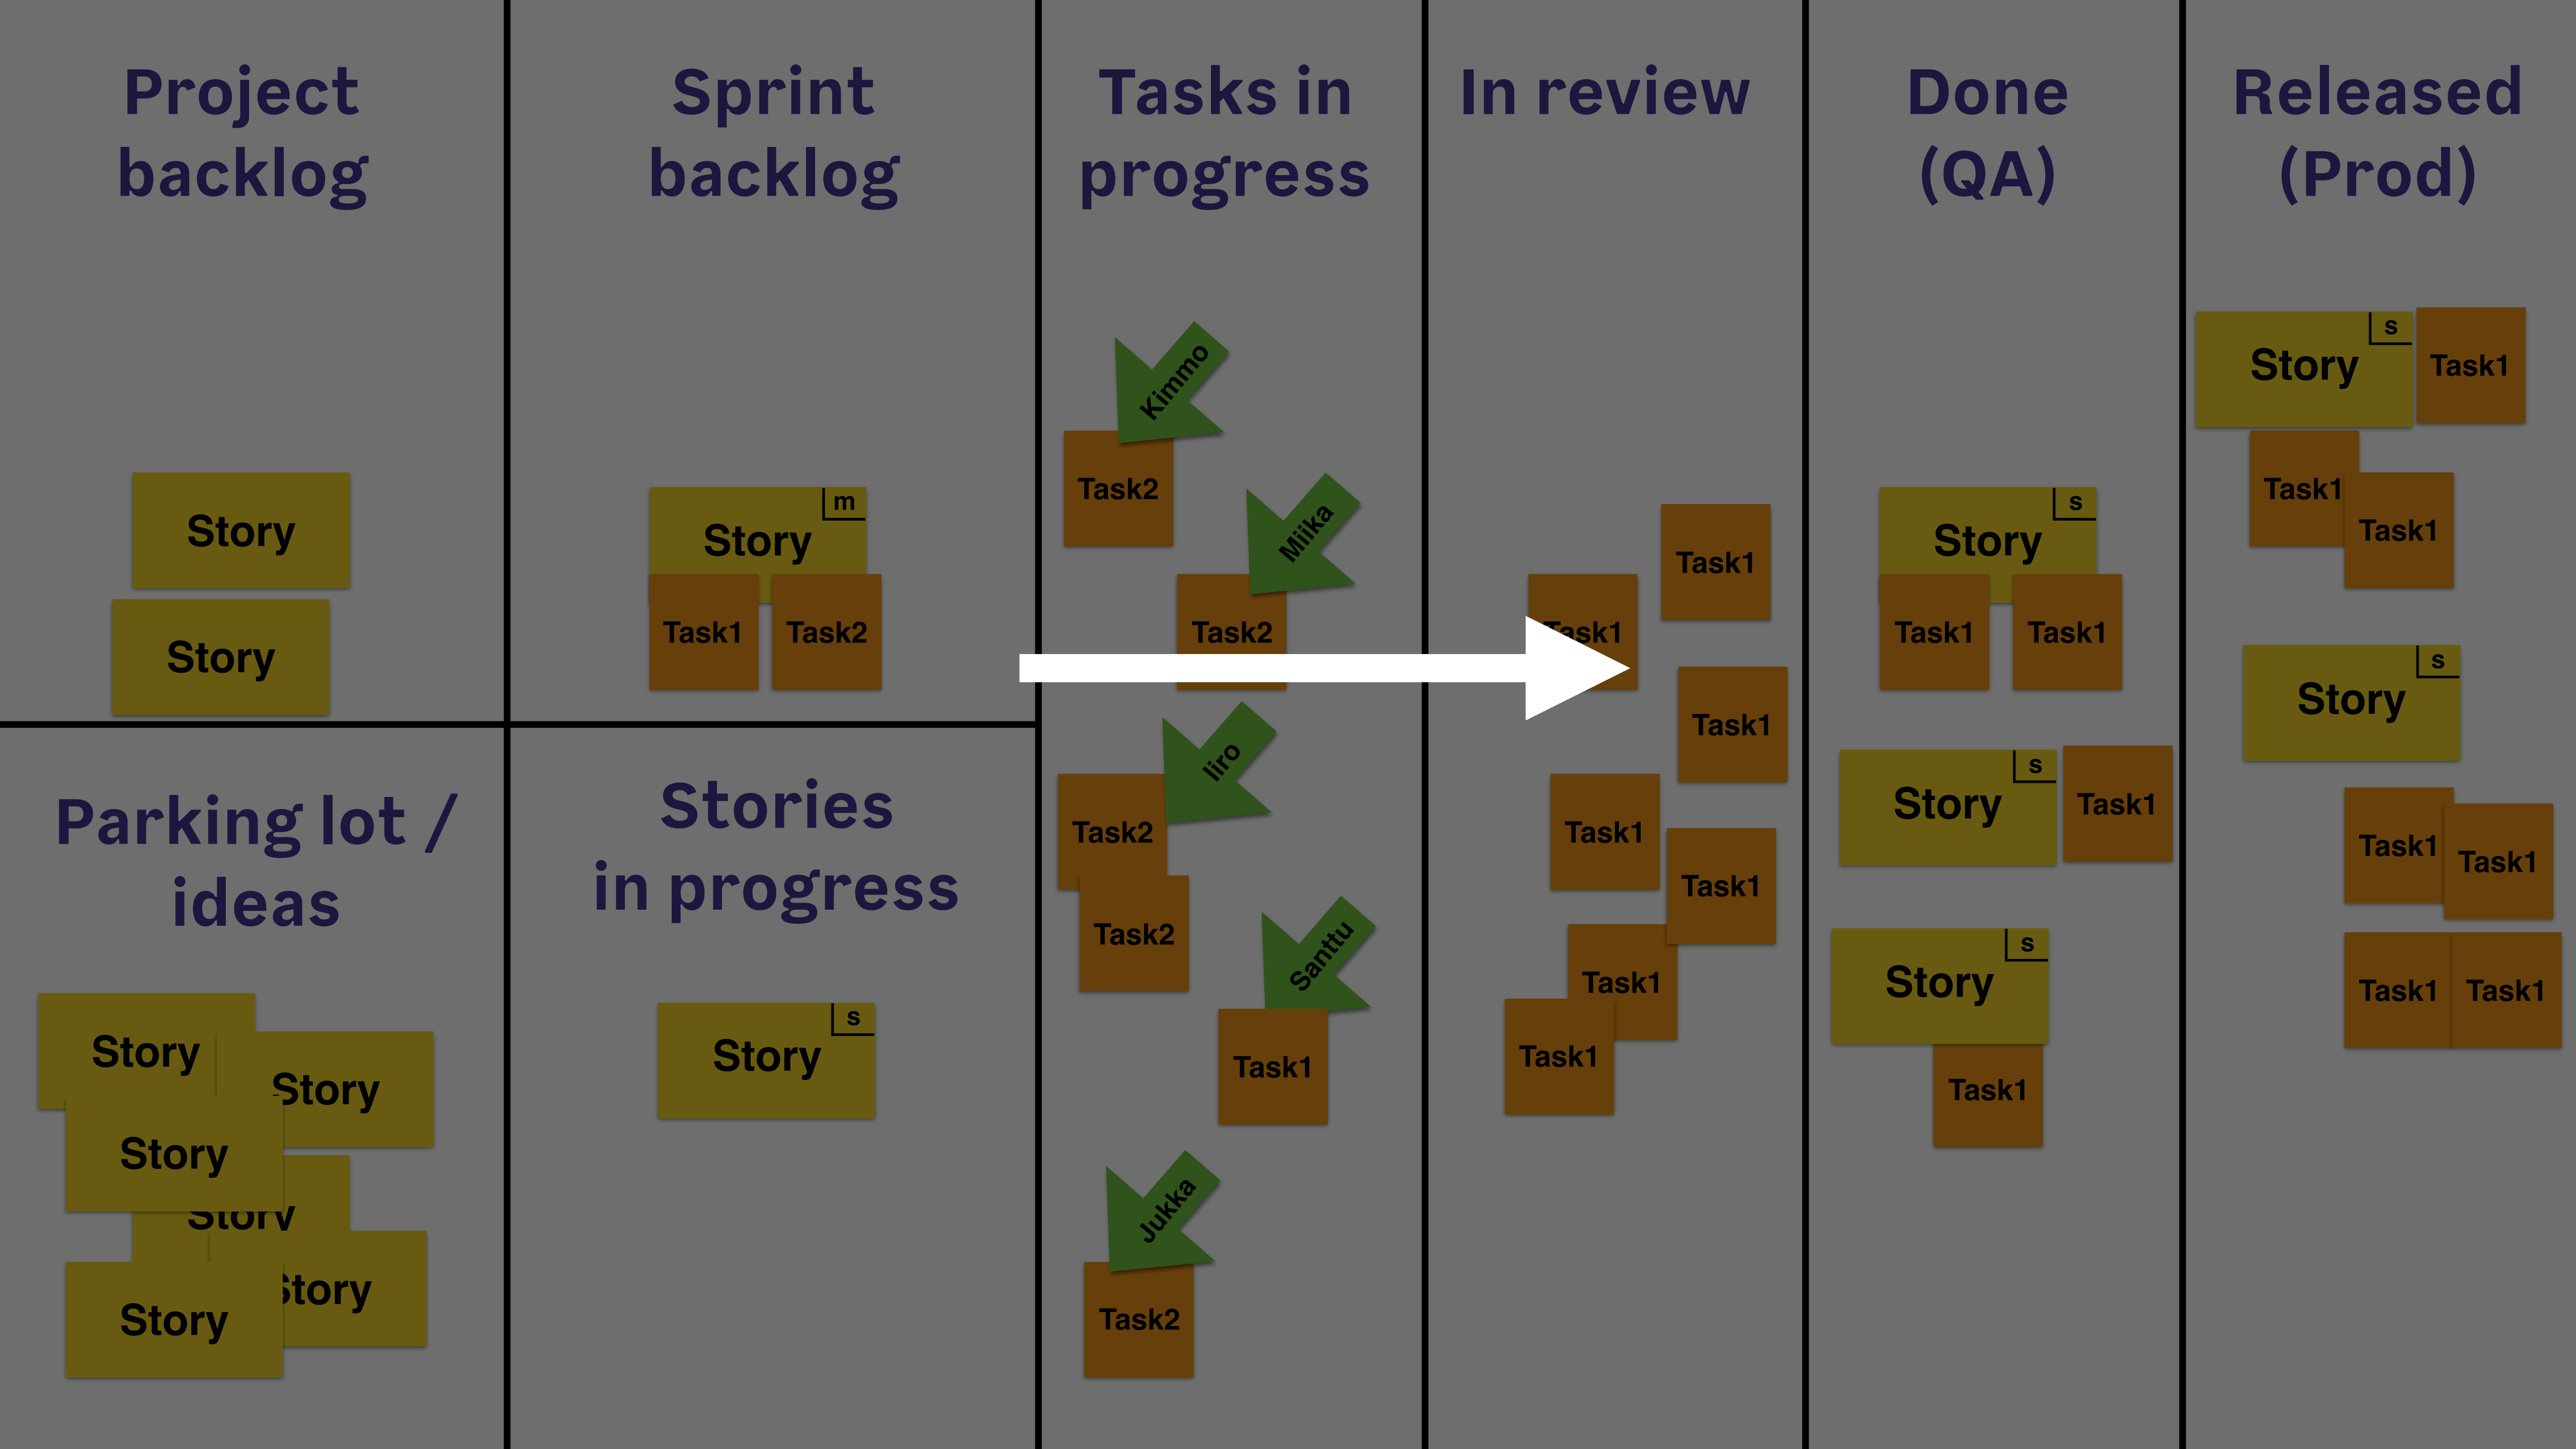 Project
backlog
Story
Story
Parking lot /
ideas
Story
Story
Story
Story
Story
Story
Sprint
backlog
m
Story
Task1
Task2
Stories
in progress
s
Story
Tasks in
progress
Kimmo
Task2
Miika
Task2
Iiro
Task2
Task2
Santtu
Task1
Jukka
Task2
In review
Task1
Task1
Task1
Task1
Task1
Task1
Task1
Done
(QA)
s
Story
Task1
Task1
s
Story
Task1
s
Story
Task1
Released
(Prod)
s
Story
Task1
Task1
Task1
s
Story
Task1
Task1
Task1
Task1